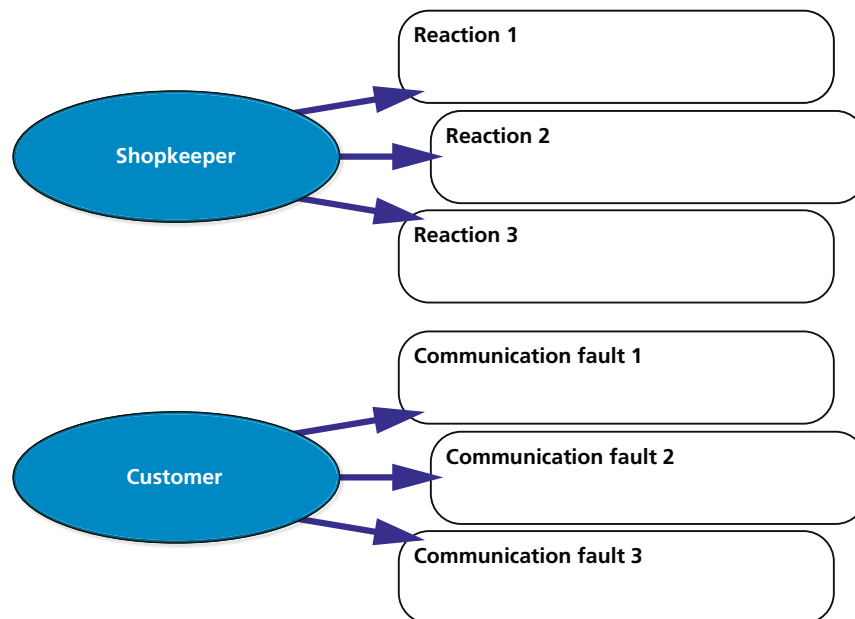 Reaction 1
Shopkeeper
Reaction 2
Reaction 3
Communication fault 1
Customer
Communication fault 2
Communication fault 3